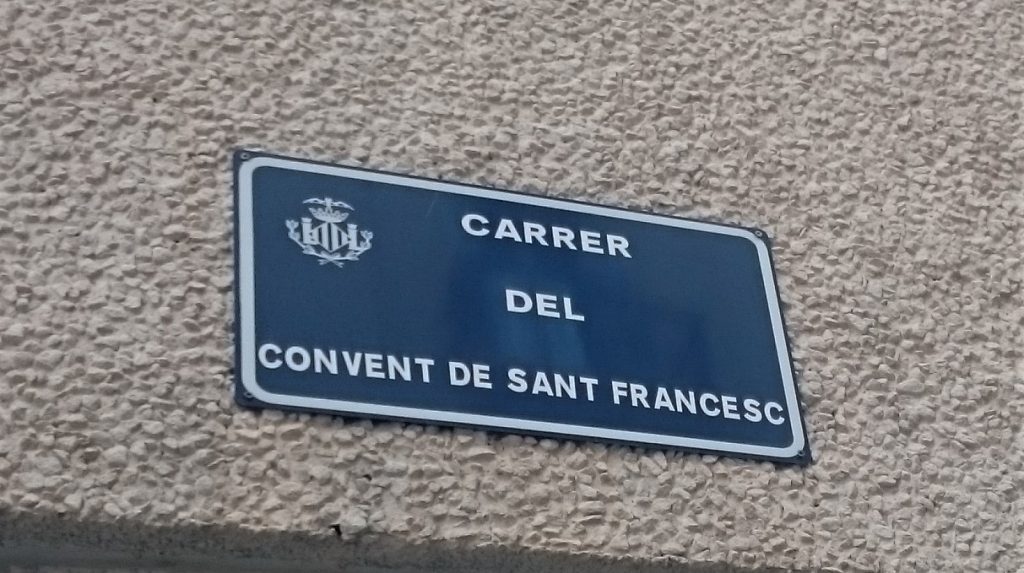 CARRER
DEL
CONVENT DE SANT FRANCESC